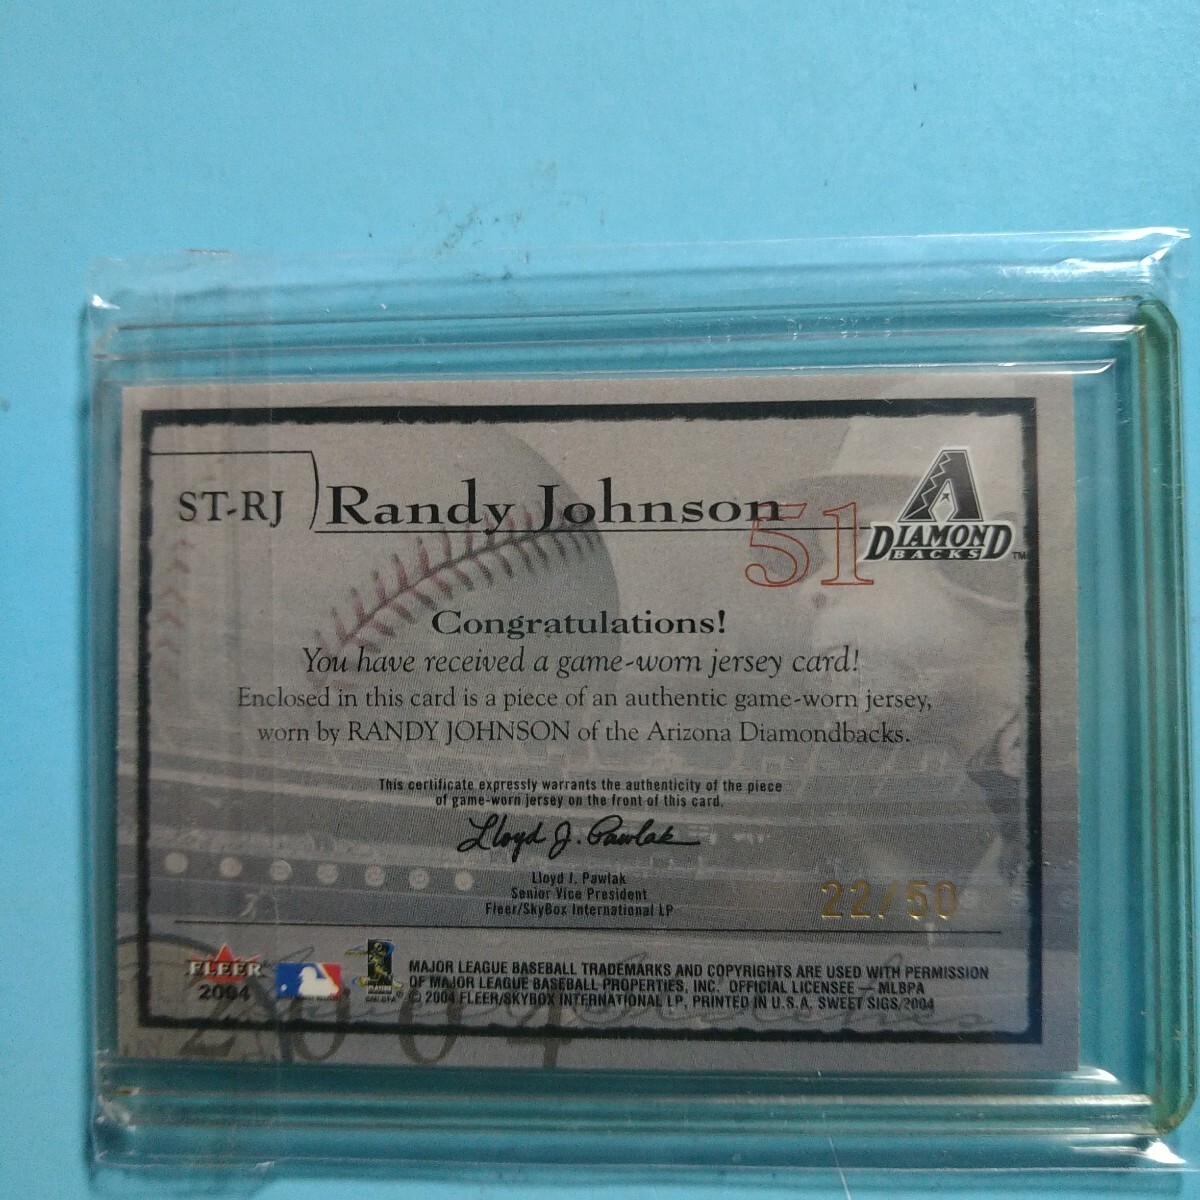 ST-RJ Randy Johnson 51
DIAMOND
BACKS
TM
Congratulations!
You have received a game-worn jersey card!
Enclosed in this card is a piece of an authentic game-worn jersey,
worn by RANDY JOHNSON of the Arizona Diamondbacks.
This certificate expressly warrants the authenticity of the piece
of game-worn jersey on the front of this card.
Lloyd J. Pawlak
Lloyd J. Pawlak
Senior Vice President
Fleer/SkyBox International LP
22/50
FLEER
2004
MAJOR LEAGUE BASEBALL TRADEMARKS AND COPYRIGHTS ARE USED WITH PERMISSION
OF MAJOR LEAGUE BASEBALL PROPERTIES, INC. OFFICIAL LICENSEE — MLBPA
© 2004 FLEER/SKYBOX INTERNATIONAL LP. PRINTED IN U.S.A. SWEET SIGS/2004
2004